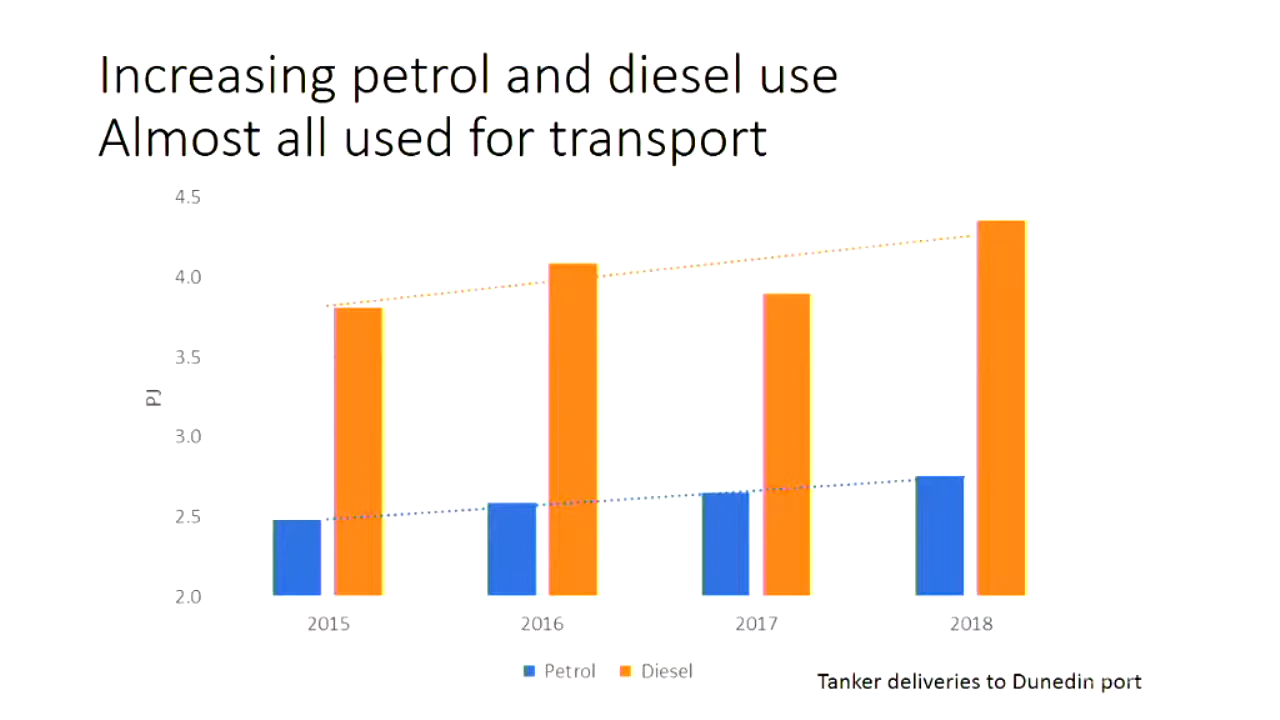 Increasing petrol and diesel use
Almost all used for transport
4.5
4.0
3.5
3.0
2.5
2.0
PJ
2015 2016 2017 2018
Petrol Diesel
Tanker deliveries to Dunedin port